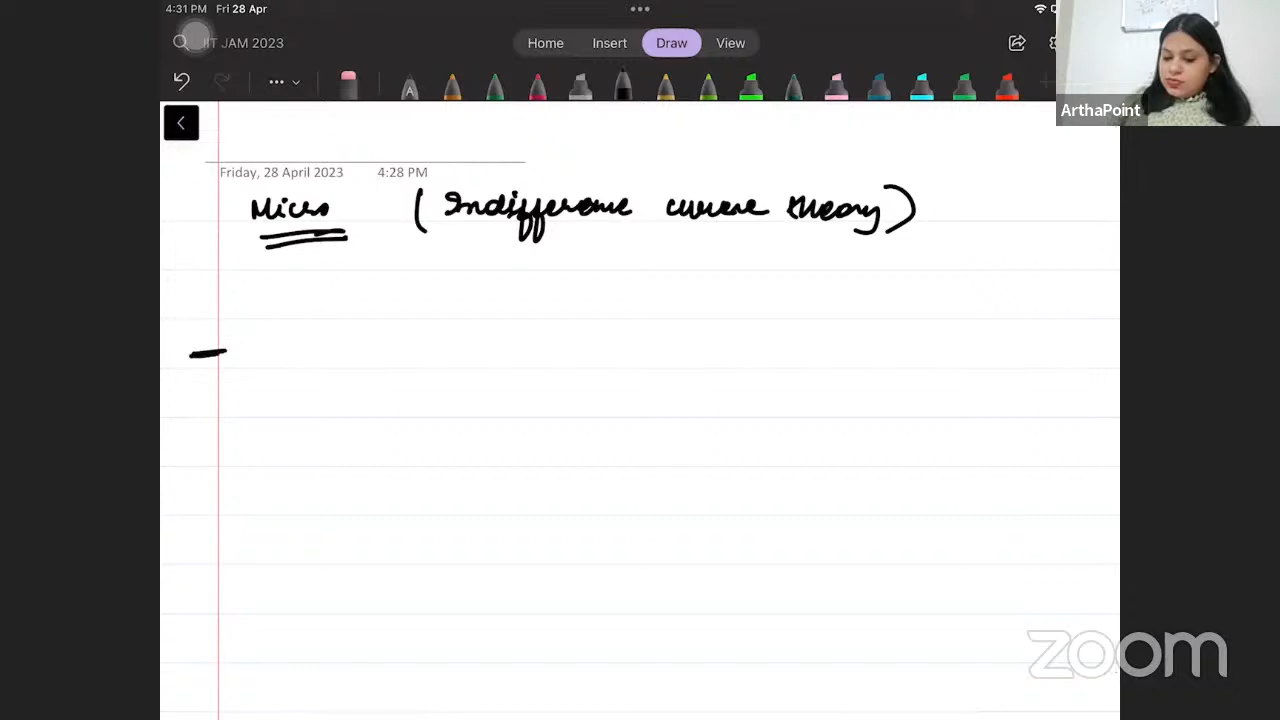 4:31 PM Fri 28 Apr
IIT JAM 2023
Home Insert Draw View
A
ArthaPoint
Friday, 28 April 2023 4:28 PM
Micro (Indifference curve theory)
zoom